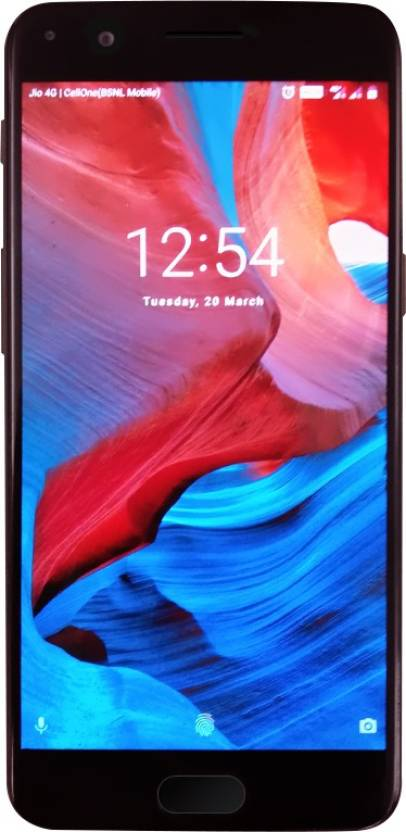 Jio 4G | CellOne(BSNL Mobile)
12:54
Tuesday, 20 March